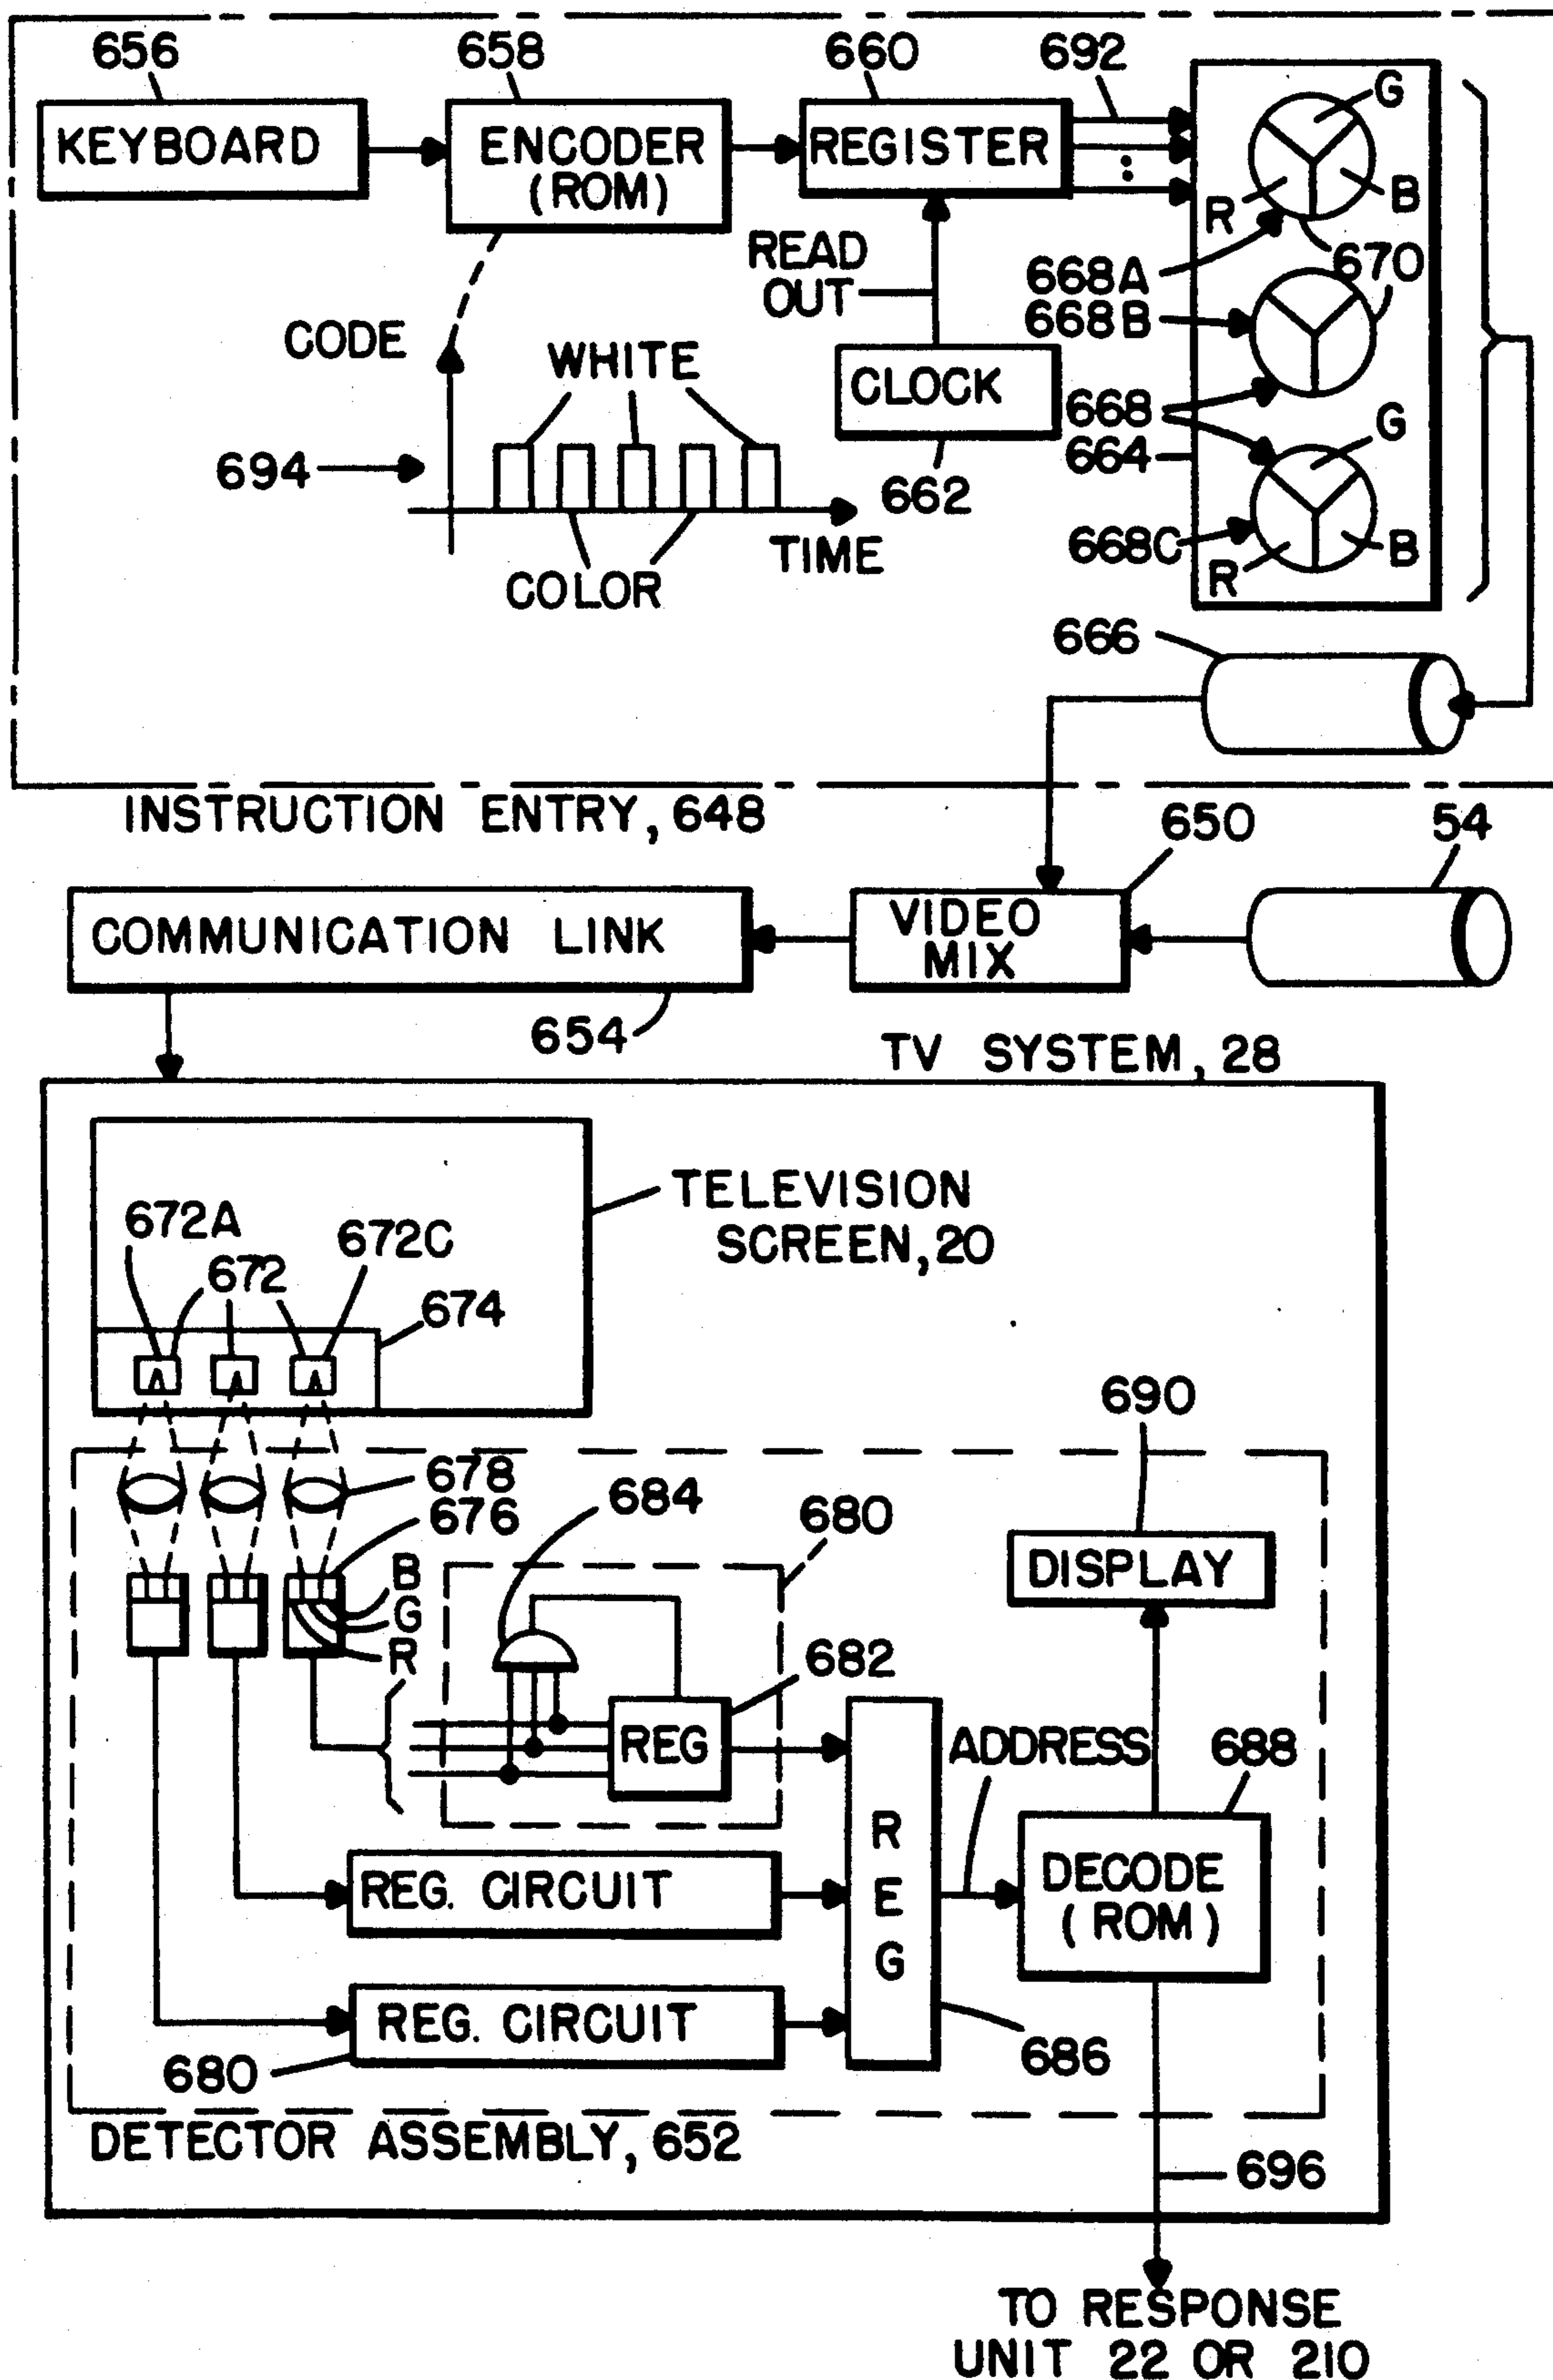 656
658
660
692
KEYBOARD
ENCODER
(ROM)
REGISTER
G
R
B
READ
OUT
668A
670
668B
CODE
WHITE
CLOCK
668
664
G
694
662
668C
B
R
TIME
COLOR
666
INSTRUCTION ENTRY, 648
650
54
COMMUNICATION LINK
VIDEO
MIX
654
TV SYSTEM, 28
TELEVISION
SCREEN, 20
672A
672C
672
674
690
678
684
676
680
B
G
R
DISPLAY
682
REG
ADDRESS
688
REG
DECODE
(ROM)
REG. CIRCUIT
REG. CIRCUIT
680
686
DETECTOR ASSEMBLY, 652
696
TO RESPONSE
UNIT 22 OR 210